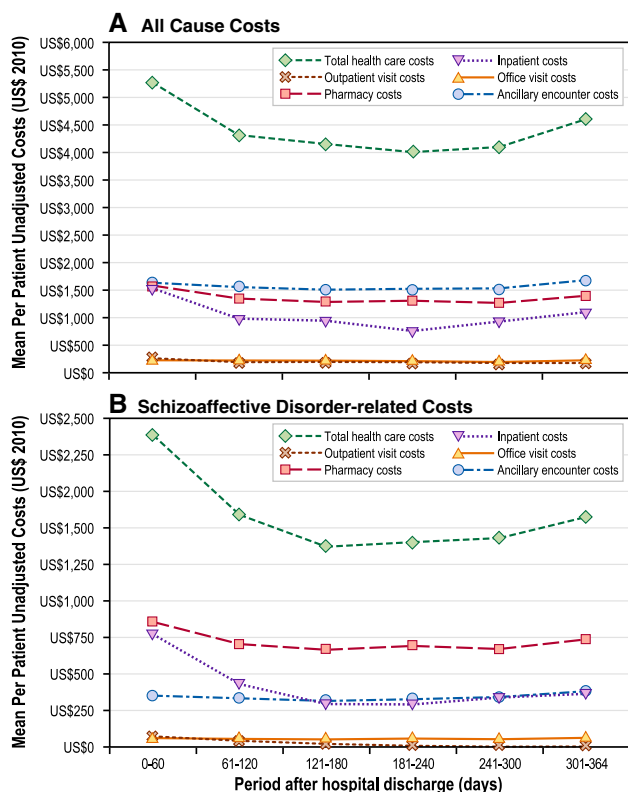 A All Cause Costs
Mean Per Patient Unadjusted Costs (US$ 2010)
US$6,000
US$5,500
US$5,000
US$4,500
US$4,000
US$3,500
US$3,000
US$2,500
US$2,000
US$1,500
US$1,000
US$500
US$0
Total health care costs
Outpatient visit costs
Pharmacy costs
Inpatient costs
Office visit costs
Ancillary encounter costs
B Schizoaffective Disorder-related Costs
Mean Per Patient Unadjusted Costs (US$ 2010)
US$2,500
US$2,250
US$2,000
US$1,500
US$1,250
US$1,000
US$750
US$500
US$250
US$0
Total health care costs
Outpatient visit costs
Pharmacy costs
Inpatient costs
Office visit costs
Ancillary encounter costs
0-60
61-120
121-180
181-240
241-300
301-364
Period after hospital discharge (days)